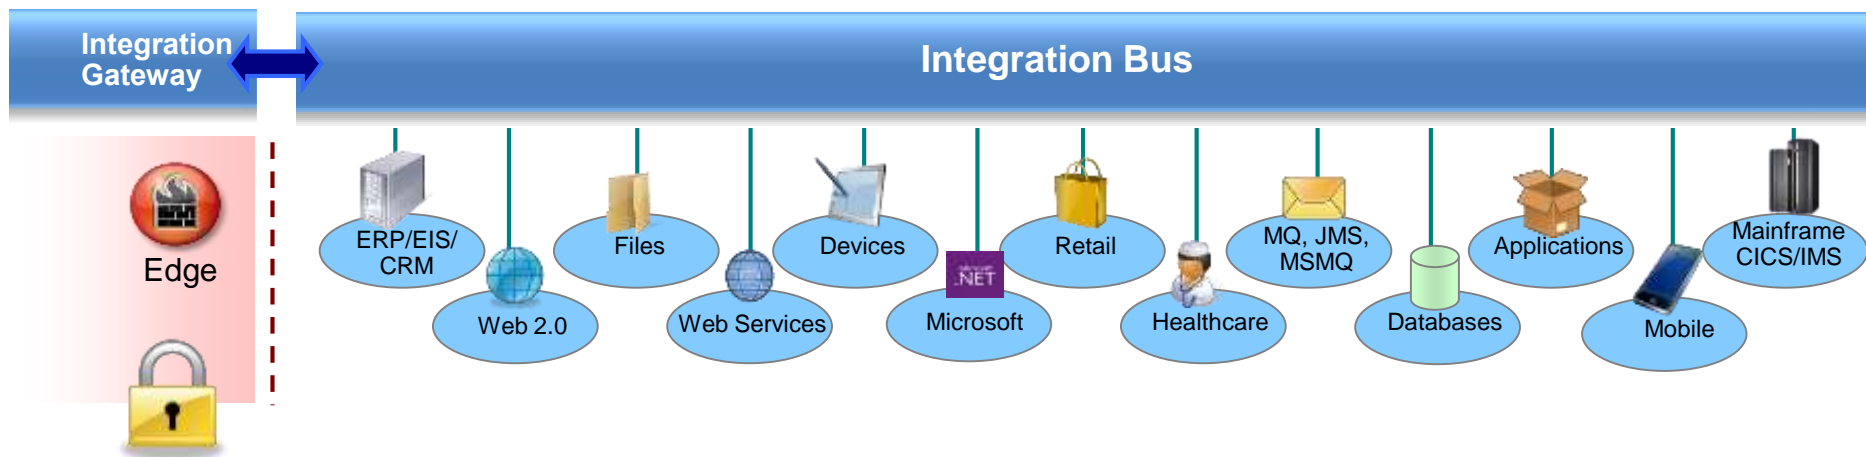 Integration
Gateway
Integration Bus
Edge
ERP/EIS/
CRM
Web 2.0
Files
Web Services
Devices
.NET
Microsoft
Retail
Healthcare
MQ, JMS,
MSMQ
Databases
Applications
Mobile
Mainframe
CICS/IMS